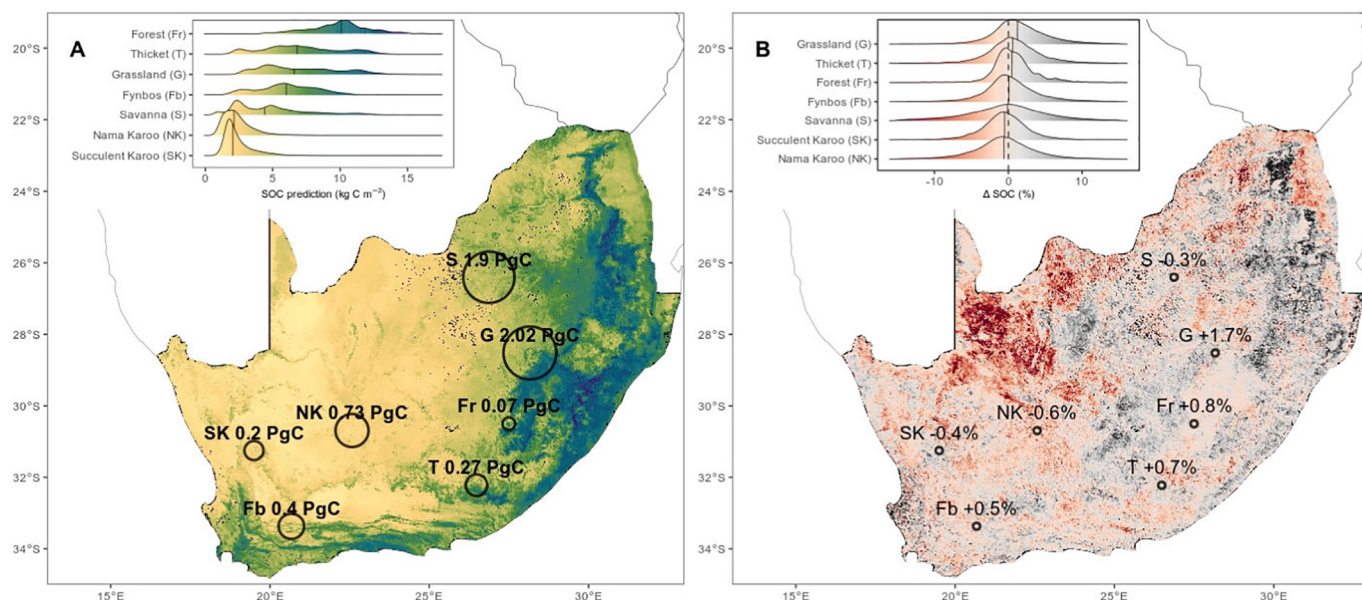 A
Forest (Fr)
Thicket (T)
Grassland (G)
Fynbos (Fb)
Savanna (S)
Nama Karoo (NK)
Succulent Karoo (SK)
0 5 10 15
SOC prediction (kg C m⁻²)
20°S
22°S
24°S
26°S
28°S
30°S
32°S
34°S
S 1.9 PgC
G 2.02 PgC
NK 0.73 PgC
Fr 0.07 PgC
SK 0.2 PgC
T 0.27 PgC
Fb 0.4 PgC
15°E 20°E 25°E 30°E
B
Grassland (G)
Thicket (T)
Forest (Fr)
Fynbos (Fb)
Savanna (S)
Succulent Karoo (SK)
Nama Karoo (NK)
-10 0 10
Δ SOC (%)
20°S
22°S
24°S
26°S
28°S
30°S
32°S
34°S
S -0.3%
G +1.7%
NK -0.6%
Fr +0.8%
SK -0.4%
T +0.7%
Fb +0.5%
15°E 20°E 25°E 30°E